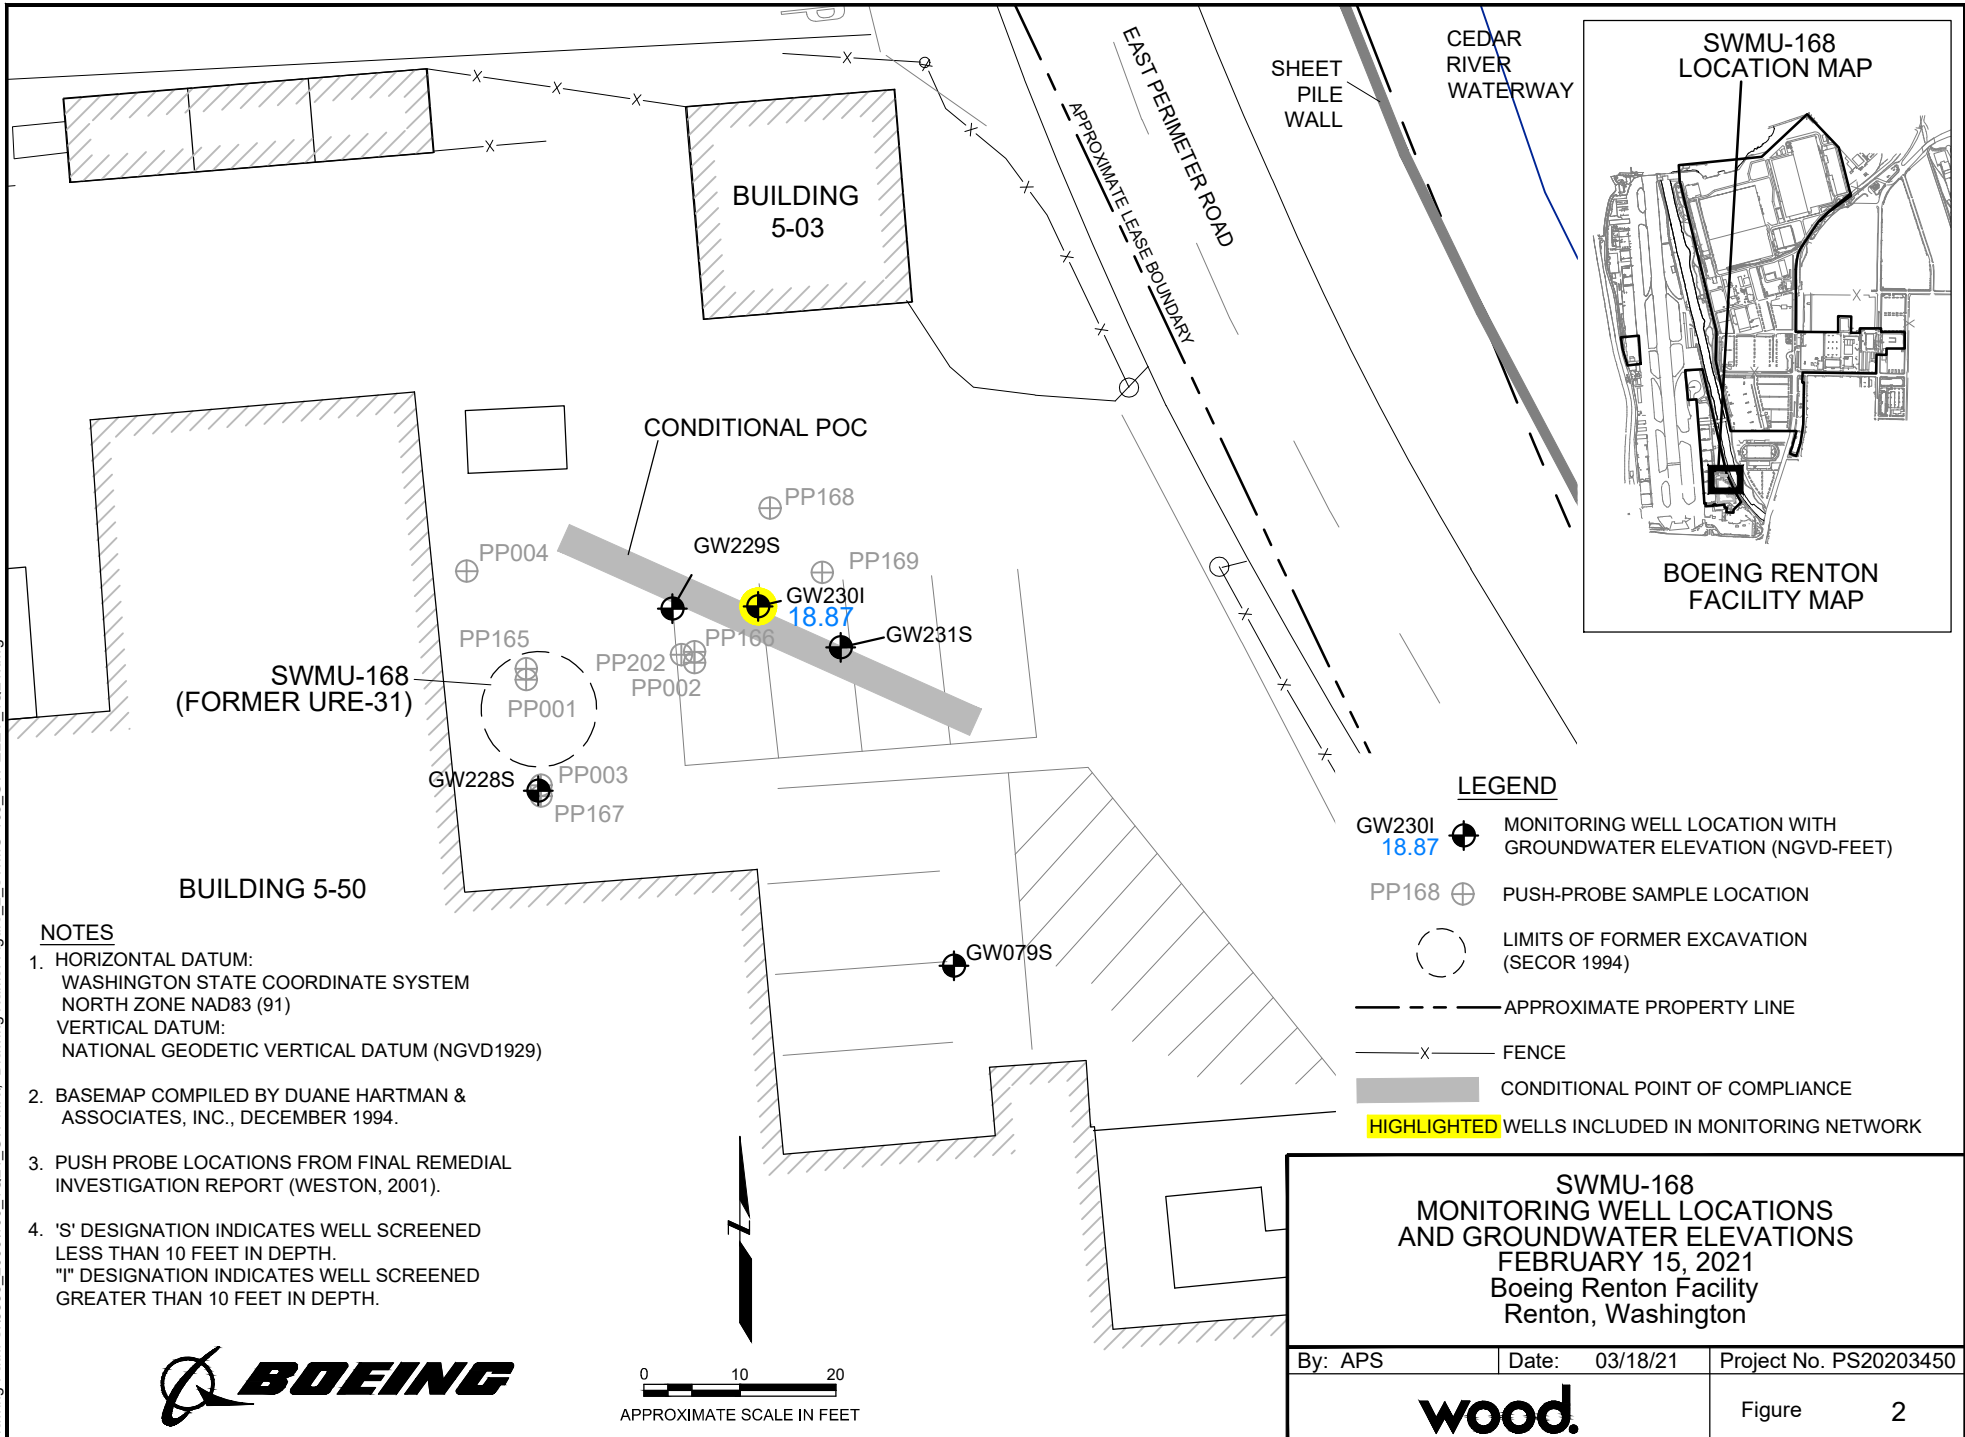 EAST PERIMETER ROAD
APPROXIMATE LEASE BOUNDARY
SHEET
PILE
WALL
CEDAR
RIVER
WATERWAY
SWMU-168
LOCATION MAP
BOEING RENTON
FACILITY MAP
BUILDING
5-03
CONDITIONAL POC
PP168
GW229S
PP004
PP169
GW230I
18.87
GW231S
PP165
PP166
PP202
PP002
SWMU-168
(FORMER URE-31)
PP001
GW228S
PP003
PP167
BUILDING 5-50
GW079S
NOTES
1. HORIZONTAL DATUM:
WASHINGTON STATE COORDINATE SYSTEM
NORTH ZONE NAD83 (91)
VERTICAL DATUM:
NATIONAL GEODETIC VERTICAL DATUM (NGVD1929)
2. BASEMAP COMPILED BY DUANE HARTMAN &
ASSOCIATES, INC., DECEMBER 1994.
3. PUSH PROBE LOCATIONS FROM FINAL REMEDIAL
INVESTIGATION REPORT (WESTON, 2001).
4. 'S' DESIGNATION INDICATES WELL SCREENED
LESS THAN 10 FEET IN DEPTH.
"I" DESIGNATION INDICATES WELL SCREENED
GREATER THAN 10 FEET IN DEPTH.
LEGEND
GW230I
18.87
MONITORING WELL LOCATION WITH
GROUNDWATER ELEVATION (NGVD-FEET)
PP168 PUSH-PROBE SAMPLE LOCATION
LIMITS OF FORMER EXCAVATION
(SECOR 1994)
APPROXIMATE PROPERTY LINE
X FENCE
CONDITIONAL POINT OF COMPLIANCE
HIGHLIGHTED WELLS INCLUDED IN MONITORING NETWORK
BOEING
N
0 10 20
APPROXIMATE SCALE IN FEET
SWMU-168
MONITORING WELL LOCATIONS
AND GROUNDWATER ELEVATIONS
FEBRUARY 15, 2021
Boeing Renton Facility
Renton, Washington
By: APS Date: 03/18/21 Project No. PS20203450
wood.
Figure 2